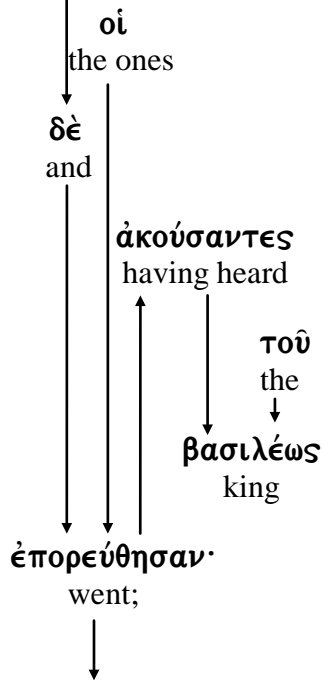 οἱ
the ones
δὲ
and
ἀκούσαντες
having heard
τοῦ
the
βασιλέως
king
ἐπορεύθησαν·
went;